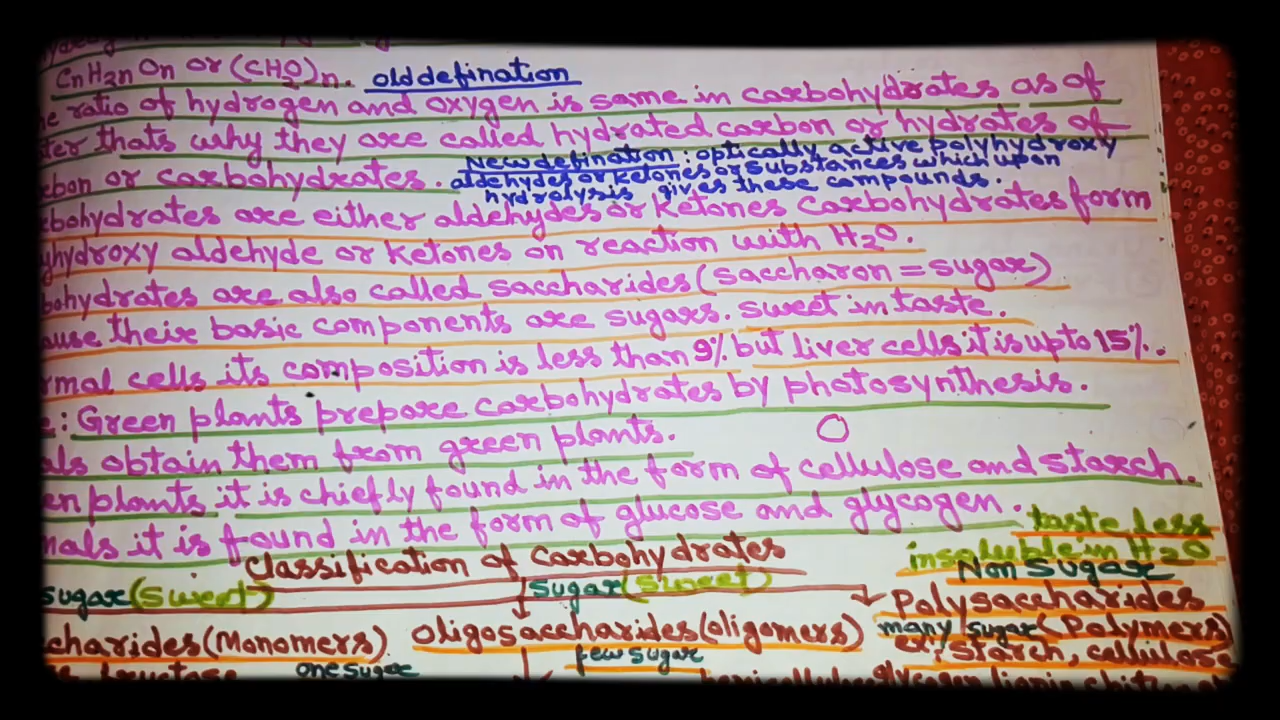 CnH2nOn or (CH2O)n. old defination
ratio of hydrogen and oxygen is same in carbohydrates as of
ter thats why they are called hydrated carbon or hydrates of
New defination: optically active polyhydroxy
bon or carbohydrates. aldehydes or ketones or substances which upon
hydrolysis gives these compounds.
bohydrates are either aldehydes or ketones carbohydrates form
yhydroxy aldehyde or ketones on reaction with H2O.
bohydrates are also called saccharides (saccharon = sugar)
ause their basic components are sugars. sweet in taste.
rmal cells its composition is less than 9% but liver cells it is upto 15%.
e: Green plants prepare carbohydrates by photosynthesis.
als obtain them from green plants.
en plants it is chiefly found in the form of cellulose and starch.
mals it is found in the form of glucose and glycogen.
taste less
Classification of Carbohydrates
insoluble in H2O
Non Sugar
sugar (sweet) Sugar (sweet)
Polysaccharides
ccharides (Monomers) Oligosaccharides (oligomers) many sugar (Polymers)
one sugar few sugar ex: Starch, cellulose
fructose glycogen